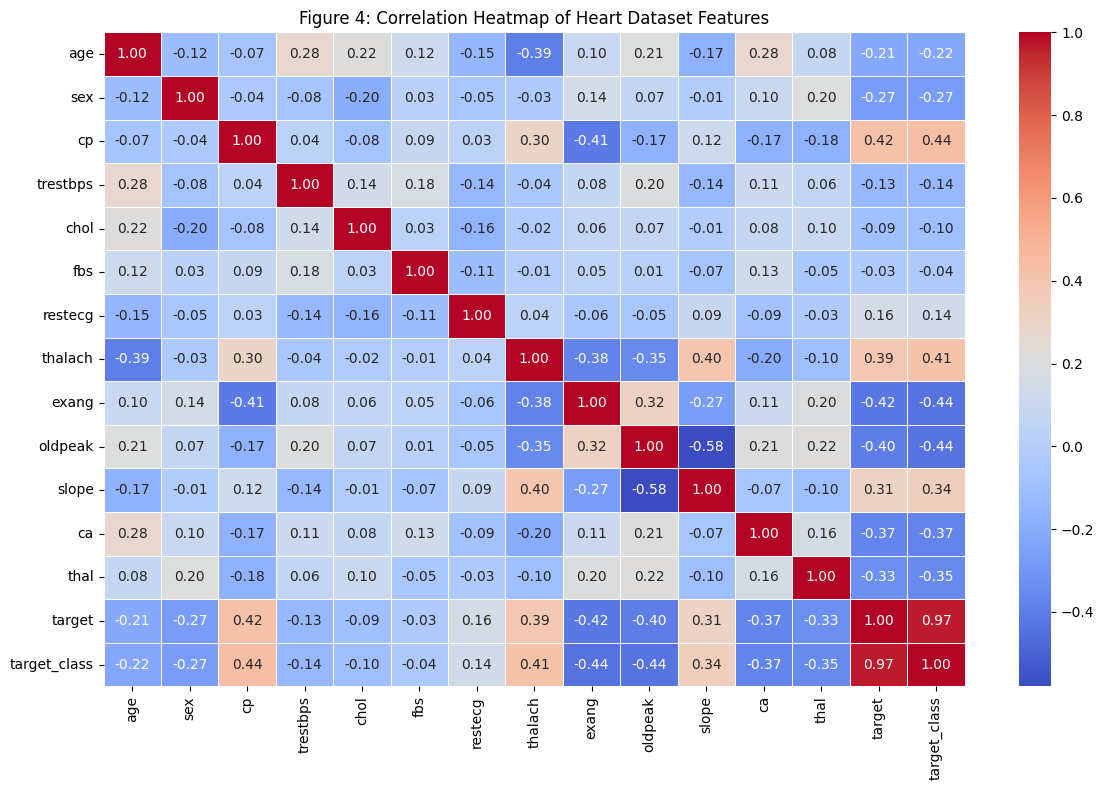 Figure 4: Correlation Heatmap of Heart Dataset Features
age 1.00 -0.12 -0.07 0.28 0.22 0.12 -0.15 -0.39 0.10 0.21 -0.17 0.28 0.08 -0.21 -0.22
sex -0.12 1.00 -0.04 -0.08 -0.20 0.03 -0.05 -0.03 0.14 0.07 -0.01 0.10 0.20 -0.27 -0.27
cp -0.07 -0.04 1.00 0.04 -0.08 0.09 0.03 0.30 -0.41 -0.17 0.12 -0.17 -0.18 0.42 0.44
trestbps 0.28 -0.08 0.04 1.00 0.14 0.18 -0.14 -0.04 0.08 0.20 -0.14 0.11 0.06 -0.13 -0.14
chol 0.22 -0.20 -0.08 0.14 1.00 0.03 -0.16 -0.02 0.06 0.07 -0.01 0.08 0.10 -0.09 -0.10
fbs 0.12 0.03 0.09 0.18 0.03 1.00 -0.11 -0.01 0.05 0.01 -0.07 0.13 -0.05 -0.03 -0.04
restecg -0.15 -0.05 0.03 -0.14 -0.16 -0.11 1.00 0.04 -0.06 -0.05 0.09 -0.09 -0.03 0.16 0.14
thalach -0.39 -0.03 0.30 -0.04 -0.02 -0.01 0.04 1.00 -0.38 -0.35 0.40 -0.20 -0.10 0.39 0.41
exang 0.10 0.14 -0.41 0.08 0.06 0.05 -0.06 -0.38 1.00 0.32 -0.27 0.11 0.20 -0.42 -0.44
oldpeak 0.21 0.07 -0.17 0.20 0.07 0.01 -0.05 -0.35 0.32 1.00 -0.58 0.21 0.22 -0.40 -0.44
slope -0.17 -0.01 0.12 -0.14 -0.01 -0.07 0.09 0.40 -0.27 -0.58 1.00 -0.07 -0.10 0.31 0.34
ca 0.28 0.10 -0.17 0.11 0.08 0.13 -0.09 -0.20 0.11 0.21 -0.07 1.00 0.16 -0.37 -0.37
thal 0.08 0.20 -0.18 0.06 0.10 -0.05 -0.03 -0.10 0.20 0.22 -0.10 0.16 1.00 -0.33 -0.35
target -0.21 -0.27 0.42 -0.13 -0.09 -0.03 0.16 0.39 -0.42 -0.40 0.31 -0.37 -0.33 1.00 0.97
target_class -0.22 -0.27 0.44 -0.14 -0.10 -0.04 0.14 0.41 -0.44 -0.44 0.34 -0.37 -0.35 0.97 1.00
age sex cp trestbps chol fbs restecg thalach exang oldpeak slope ca thal target target_class
1.0
0.8
0.6
0.4
0.2
0.0
-0.2
-0.4